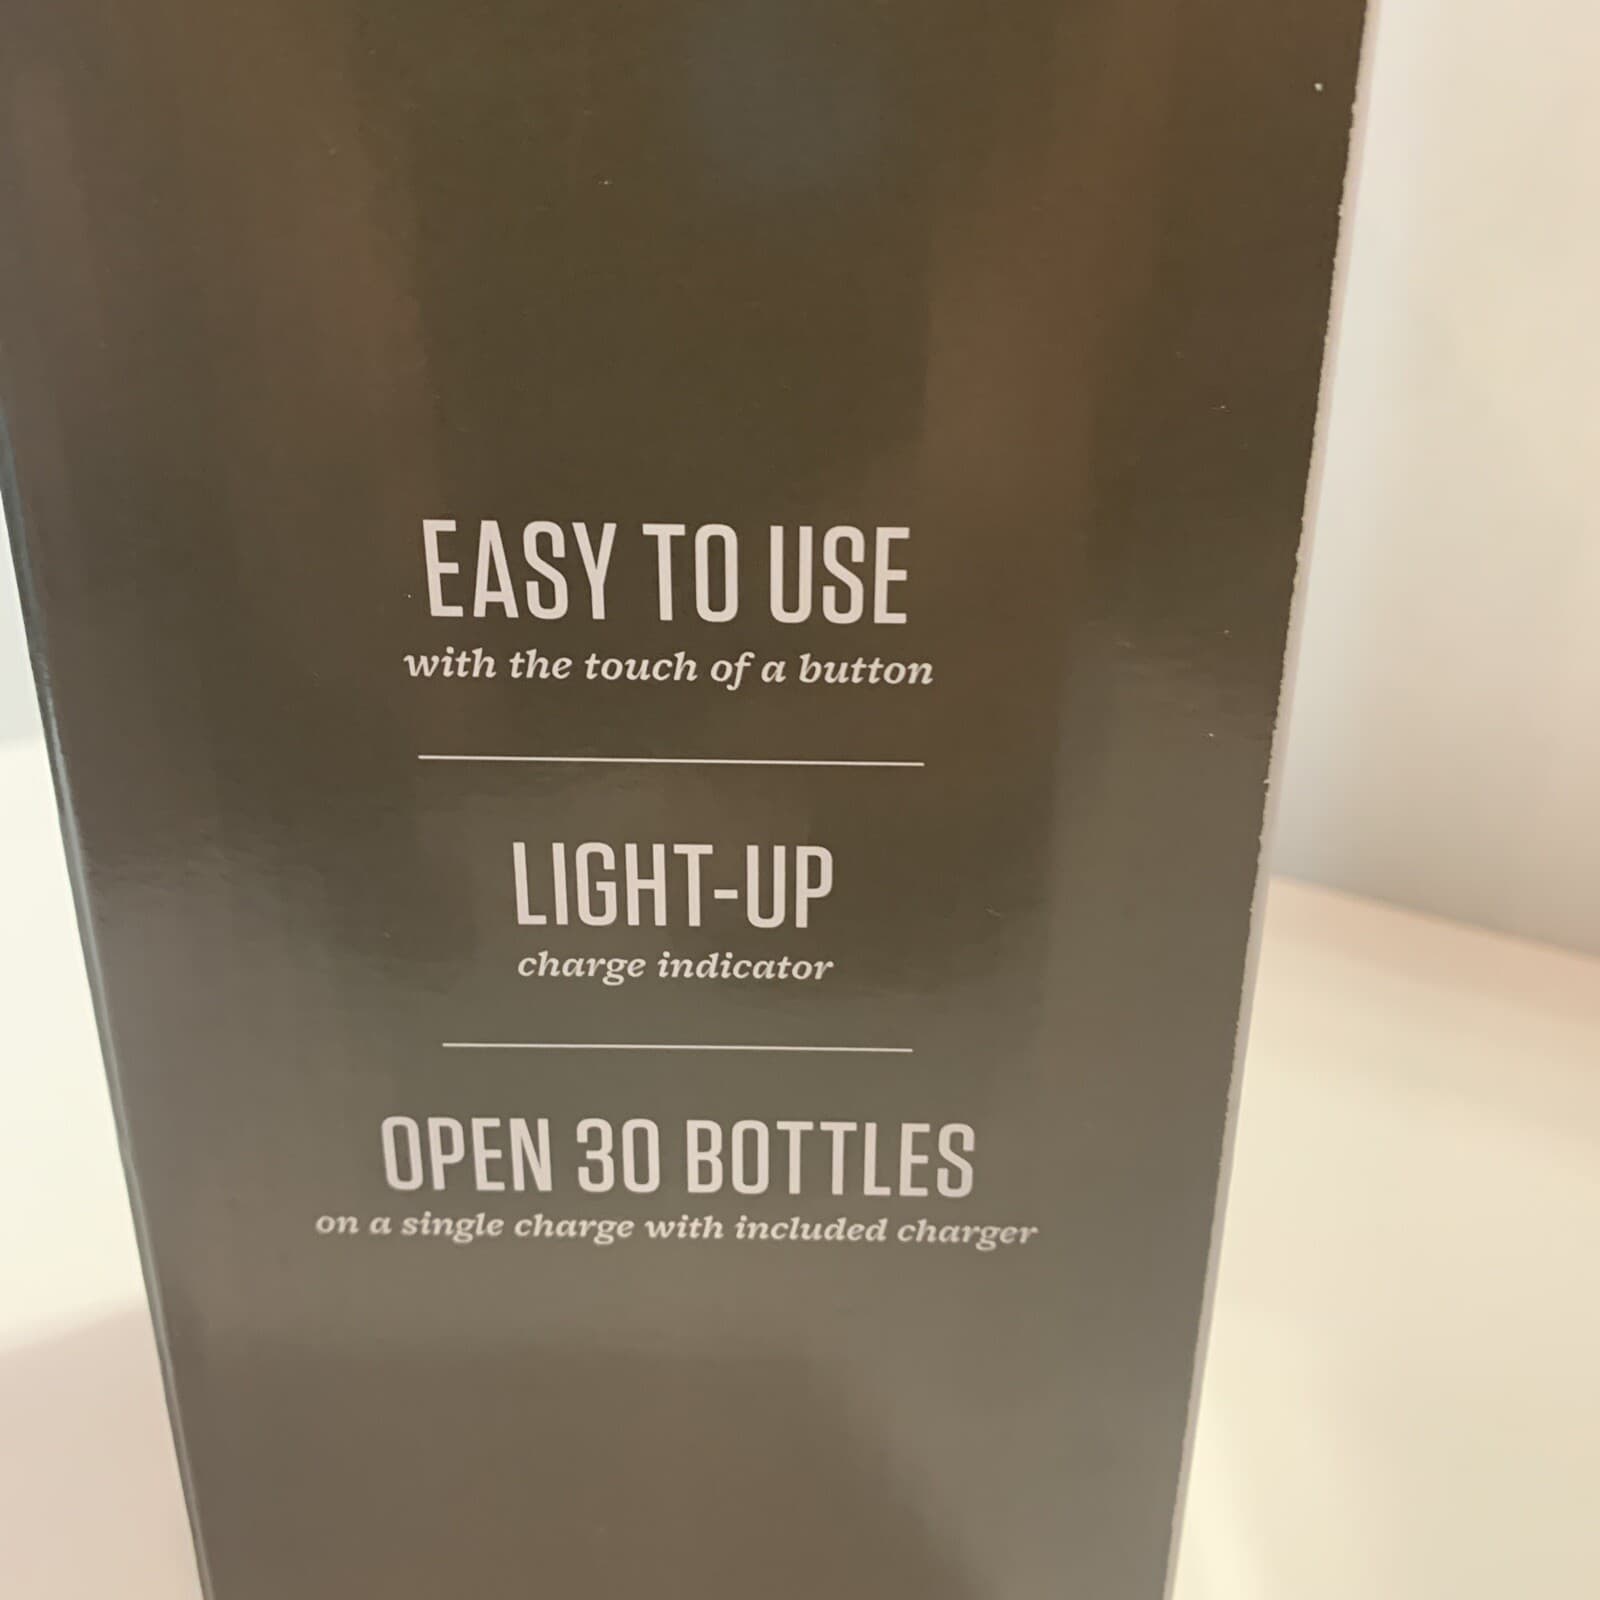 EASY TO USE
with the touch of a button
LIGHT-UP
charge indicator
OPEN 30 BOTTLES
on a single charge with included charger